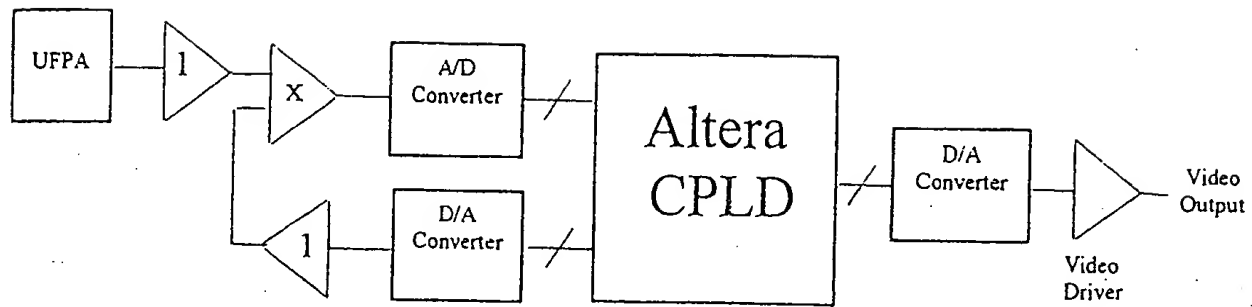 UFPA
1
X
A/D
Converter
Altera
CPLD
D/A
Converter
1
D/A
Converter
Video
Output
Video
Driver